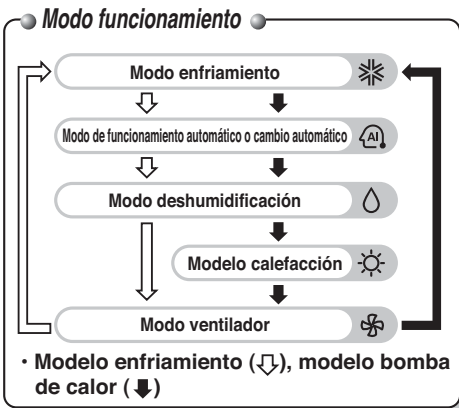 Modo funcionamiento
Modo enfriamiento
Modo de funcionamiento automático o cambio automático
AI
Modo deshumidificación
Modelo calefacción
Modo ventilador
· Modelo enfriamiento (⇩), modelo bomba
de calor (⬇)